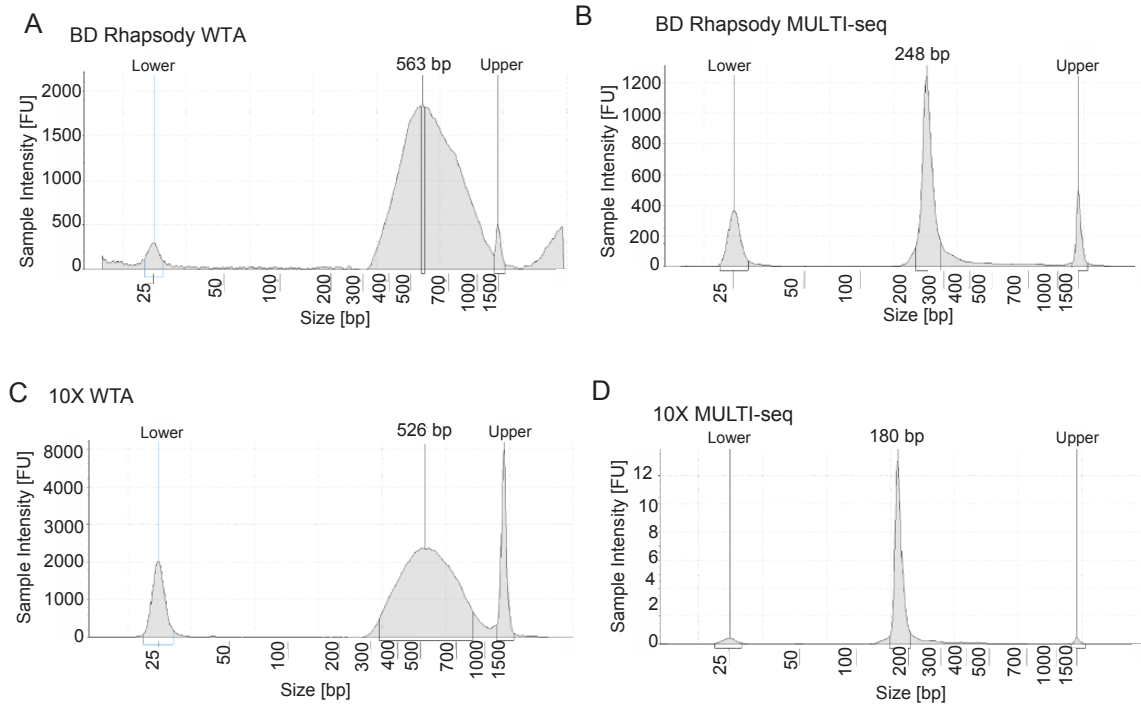 A
BD Rhapsody WTA
Lower
563 bp
Upper
Sample Intensity [FU]
2000
1500
1000
500
0
25
50
100
200
300
400
500
700
1000
1500
Size [bp]
B
BD Rhapsody MULTI-seq
Lower
248 bp
Upper
Sample Intensity [FU]
1200
1000
800
600
400
200
0
25
50
100
200
300
400
500
700
1000
1500
Size [bp]
C
10X WTA
Lower
526 bp
Upper
Sample Intensity [FU]
8000
4000
3000
2000
1000
0
25
50
100
200
300
400
500
700
1000
1500
Size [bp]
D
10X MULTI-seq
Lower
180 bp
Upper
Sample Intensity [FU]
12
10
8
6
4
2
0
25
50
100
200
300
400
500
700
1000
1500
Size [bp]